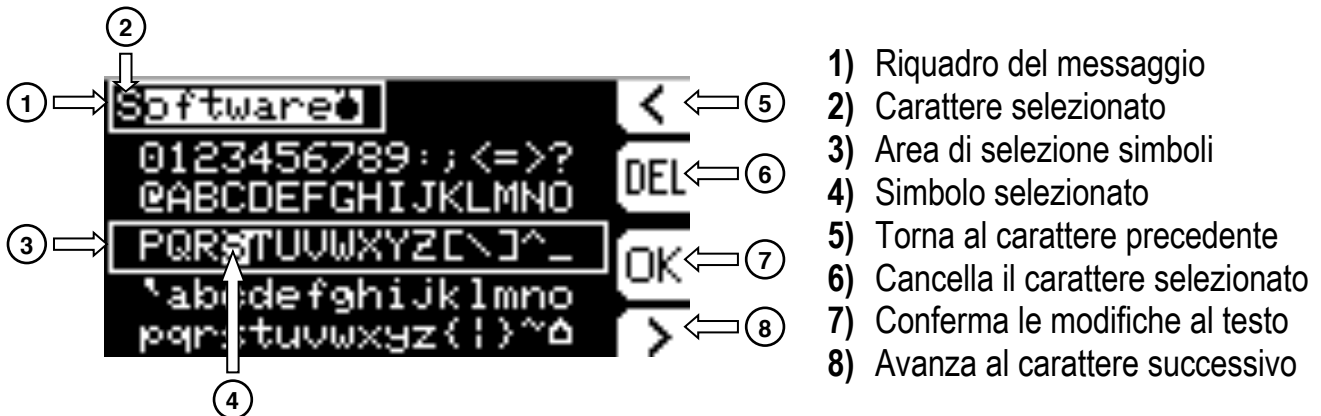 2
1
Software
<
5
0123456789:;<=>?
DEL
6
@ABCDEFGHIJKLMNO
3
PQRSTUVWXYZ[\]^_
OK
7
`abcdefghijklmno
pqrstuvwxyz{¦}~⌂
>
8
4
1) Riquadro del messaggio
2) Carattere selezionato
3) Area di selezione simboli
4) Simbolo selezionato
5) Torna al carattere precedente
6) Cancella il carattere selezionato
7) Conferma le modifiche al testo
8) Avanza al carattere successivo